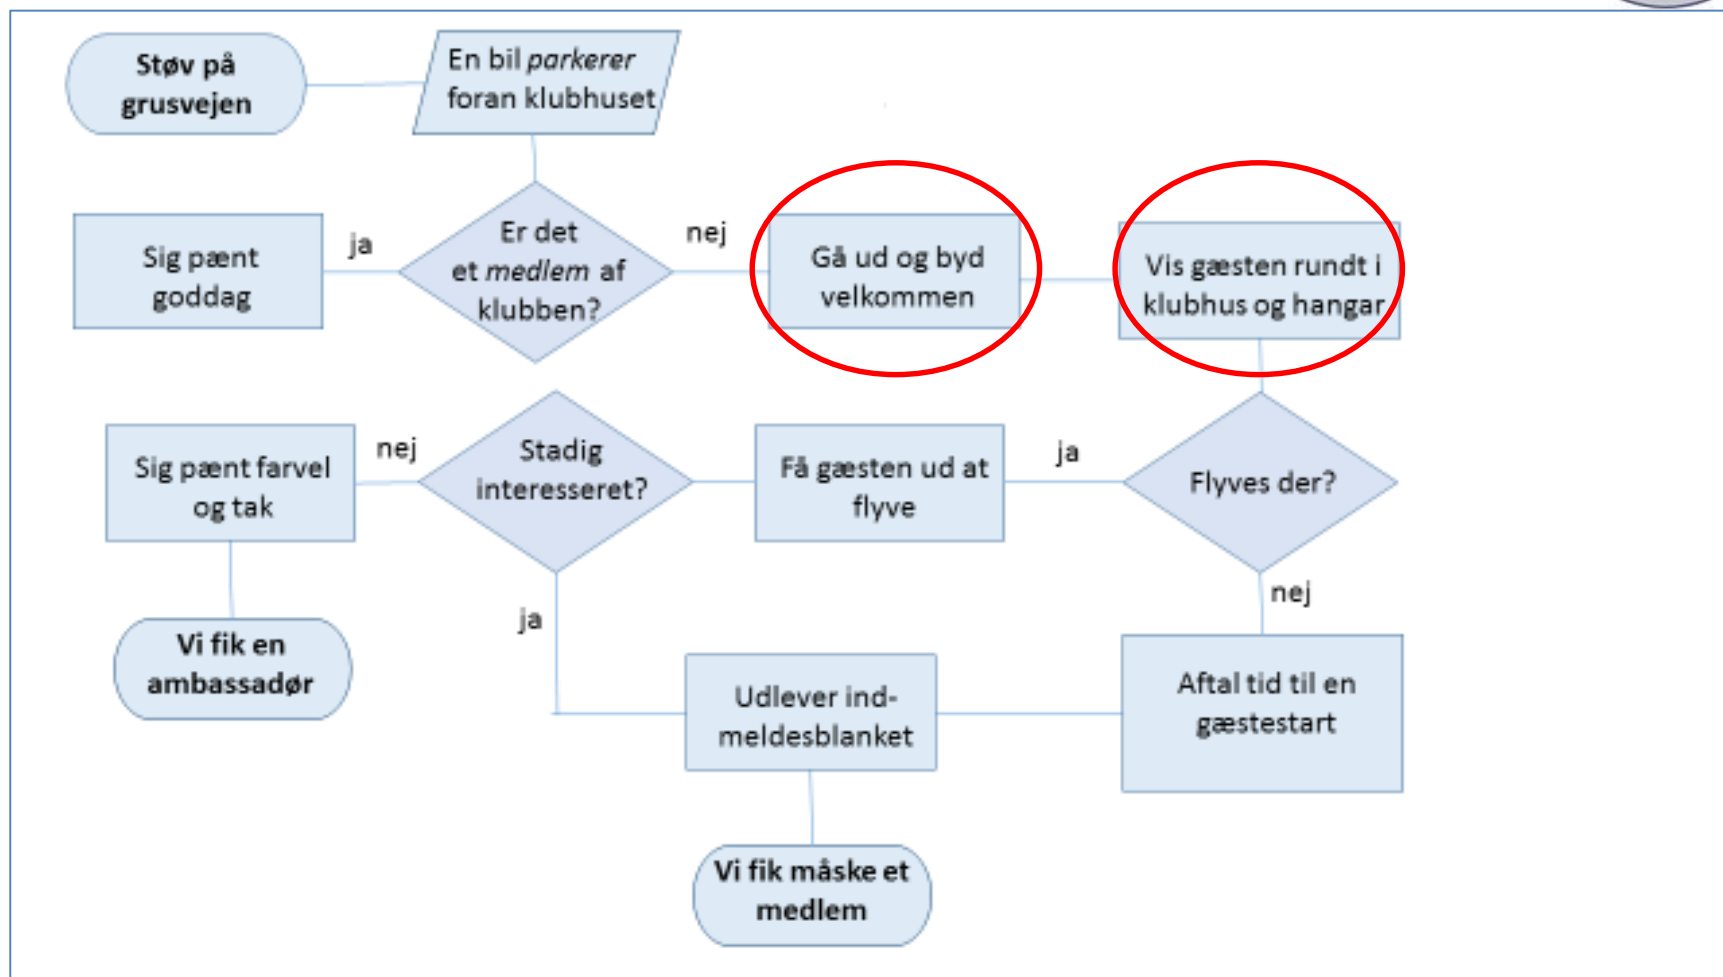 Støv på
grusvejen
En bil parkerer
foran klubhuset
Er det
et medlem af
klubben?
ja
Sig pænt
goddag
nej
Gå ud og byd
velkommen
Vis gæsten rundt i
klubhus og hangar
Flyves der?
ja
Få gæsten ud at
flyve
Stadig
interesseret?
nej
Sig pænt farvel
og tak
Vi fik en
ambassadør
ja
nej
Aftal tid til en
gæstestart
Udlever ind-
meldesblanket
Vi fik måske et
medlem